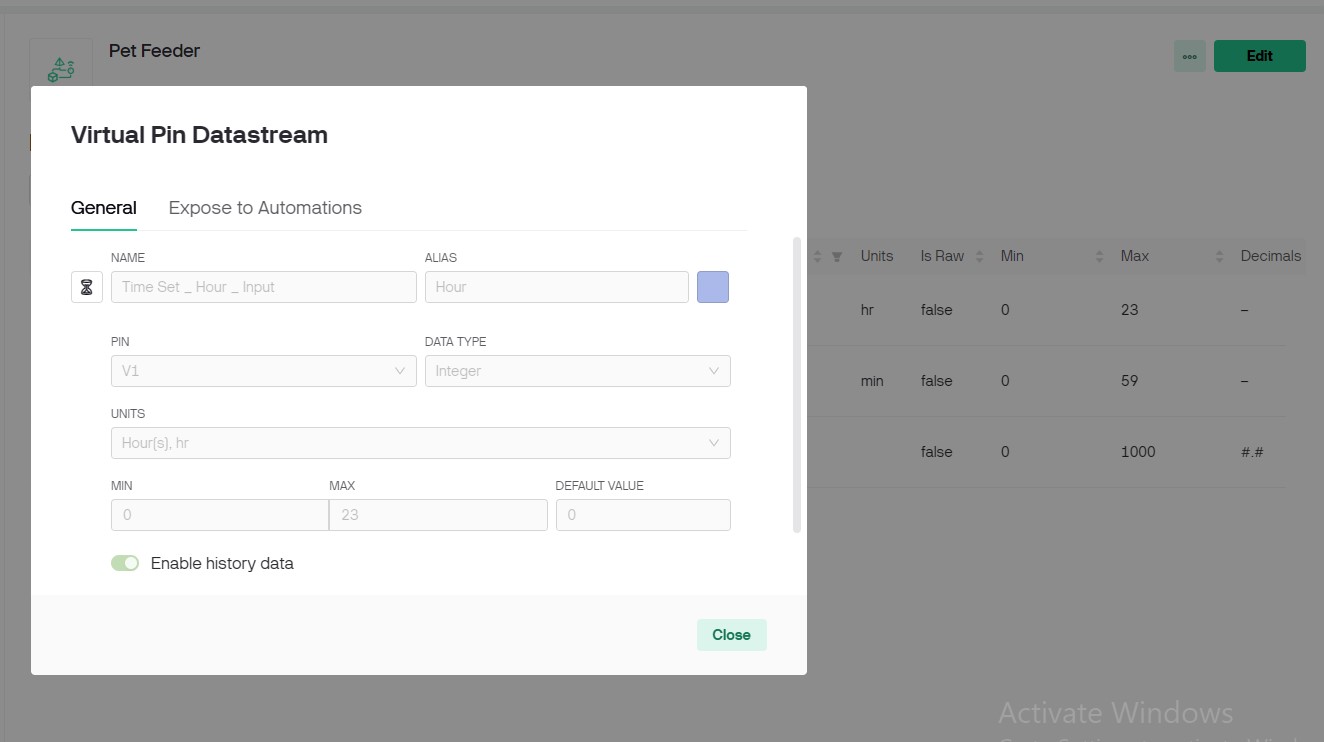 Pet Feeder
Edit
Virtual Pin Datastream
General Expose to Automations
NAME ALIAS
Time Set _ Hour _ Input Hour
PIN DATA TYPE
V1 Integer
UNITS
Hour(s), hr
MIN MAX DEFAULT VALUE
0 23 0
Enable history data
Close
Units Is Raw Min Max Decimals
hr false 0 23 –
min false 0 59 –
false 0 1000 #.#
Activate Windows